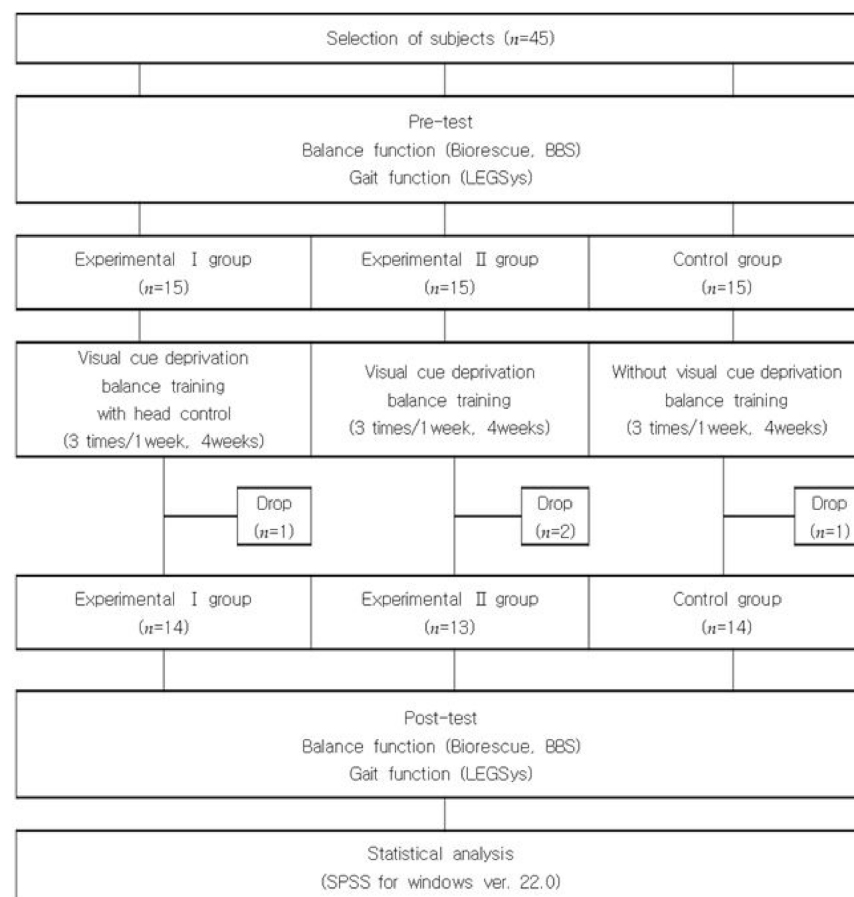 Selection of subjects (n=45)
Pre-test
Balance function (Biorescue, BBS)
Gait function (LEGSys)
Experimental Ⅰ group
(n=15)
Experimental Ⅱ group
(n=15)
Control group
(n=15)
Visual cue deprivation
balance training
with head control
(3 times/1week, 4weeks)
Visual cue deprivation
balance training
(3 times/1week, 4weeks)
Without visual cue deprivation
balance training
(3 times/1week, 4weeks)
Drop
(n=1)
Drop
(n=2)
Drop
(n=1)
Experimental Ⅰ group
(n=14)
Experimental Ⅱ group
(n=13)
Control group
(n=14)
Post-test
Balance function (Biorescue, BBS)
Gait function (LEGSys)
Statistical analysis
(SPSS for windows ver. 22.0)